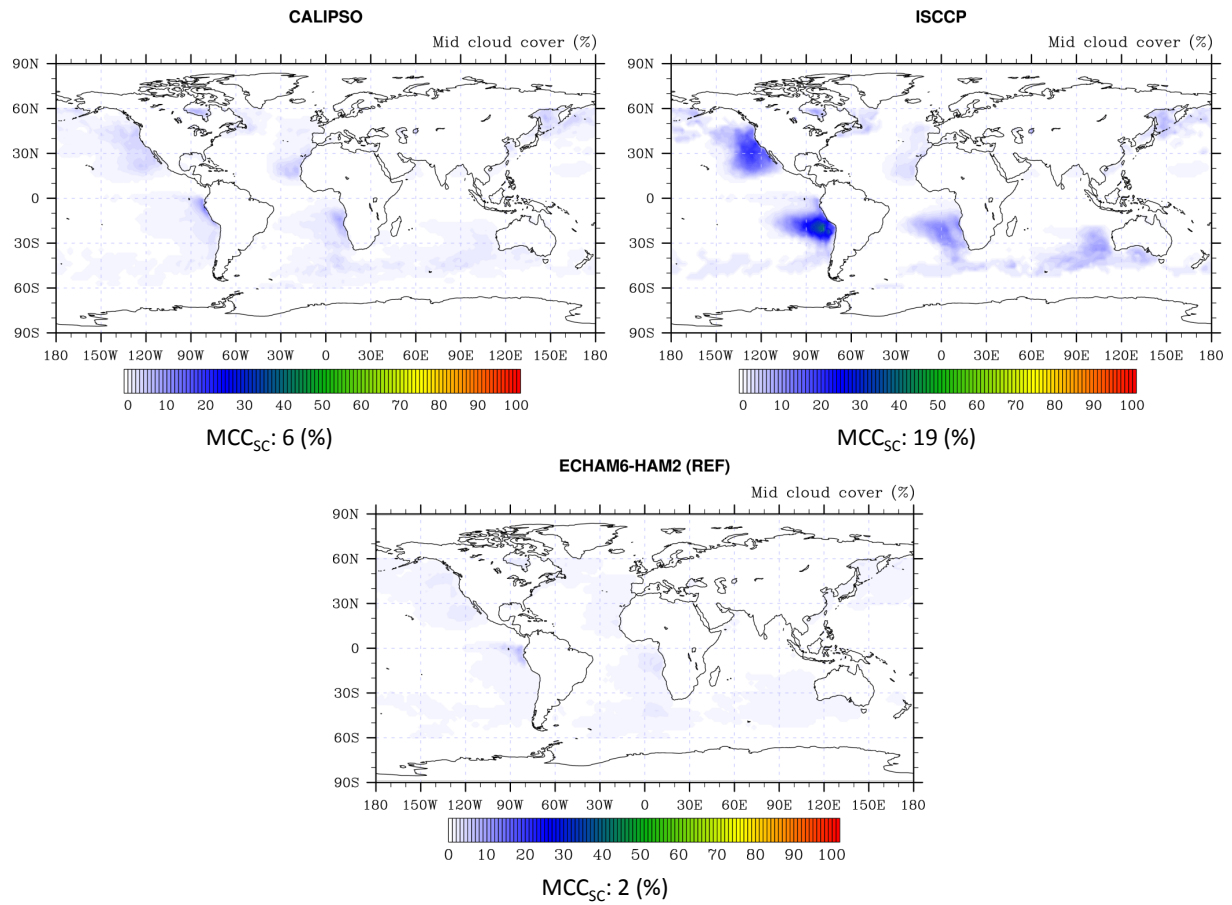 CALIPSO
Mid cloud cover (%)
90N
60N
30N
0
30S
60S
90S
180 150W 120W 90W 60W 30W 0 30E 60E 90E 120E 150E 180
0 10 20 30 40 50 60 70 80 90 100
MCC_SC: 6 (%)
ISCCP
Mid cloud cover (%)
90N
60N
30N
0
30S
60S
90S
180 150W 120W 90W 60W 30W 0 30E 60E 90E 120E 150E 180
0 10 20 30 40 50 60 70 80 90 100
MCC_SC: 19 (%)
ECHAM6-HAM2 (REF)
Mid cloud cover (%)
90N
60N
30N
0
30S
60S
90S
180 150W 120W 90W 60W 30W 0 30E 60E 90E 120E 150E 180
0 10 20 30 40 50 60 70 80 90 100
MCC_SC: 2 (%)